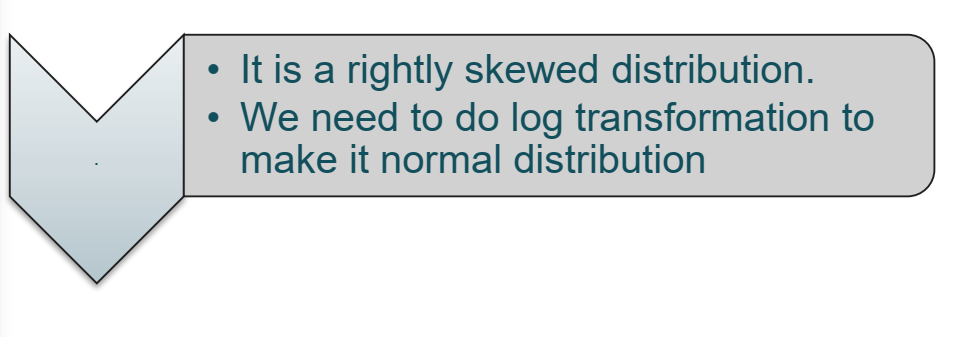 • It is a rightly skewed distribution.
• We need to do log transformation to
make it normal distribution
.